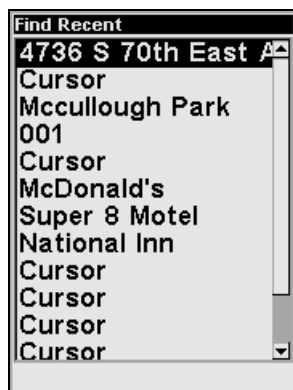 Find Recent
4736 S 70th East A
Cursor
Mccullough Park
001
Cursor
McDonald's
Super 8 Motel
National Inn
Cursor
Cursor
Cursor
Cursor